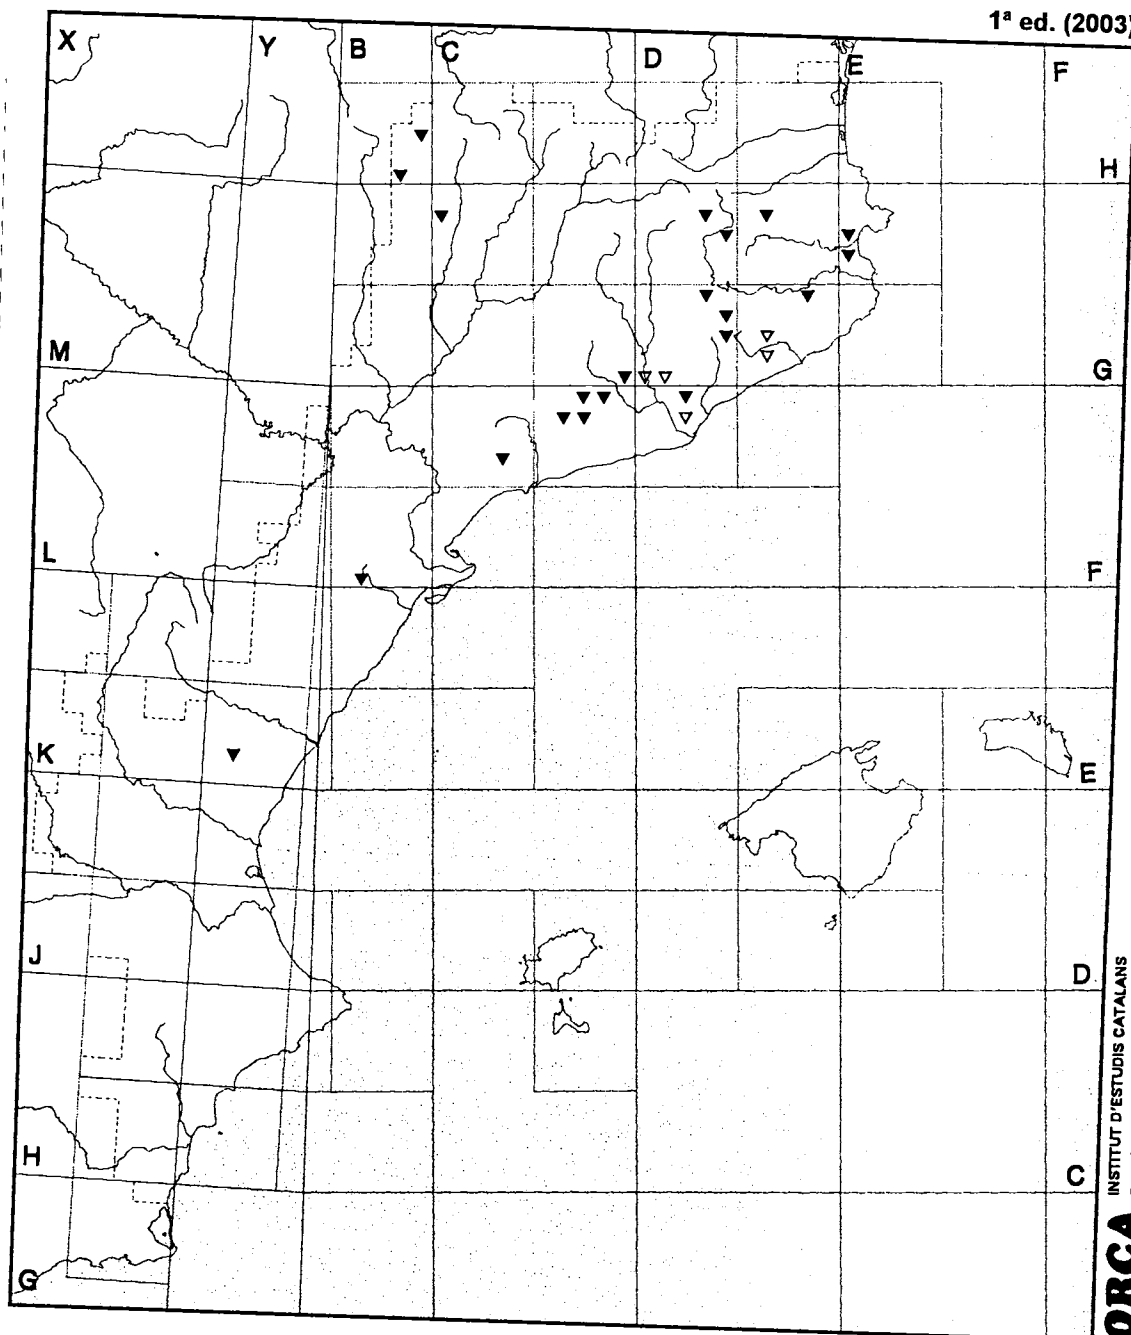 1ª ed. (2003)
X Y B C D E F
H
M G
L F
K E
J D
H C
G
INSTITUT D'ESTUDIS CATALANS
ORCA